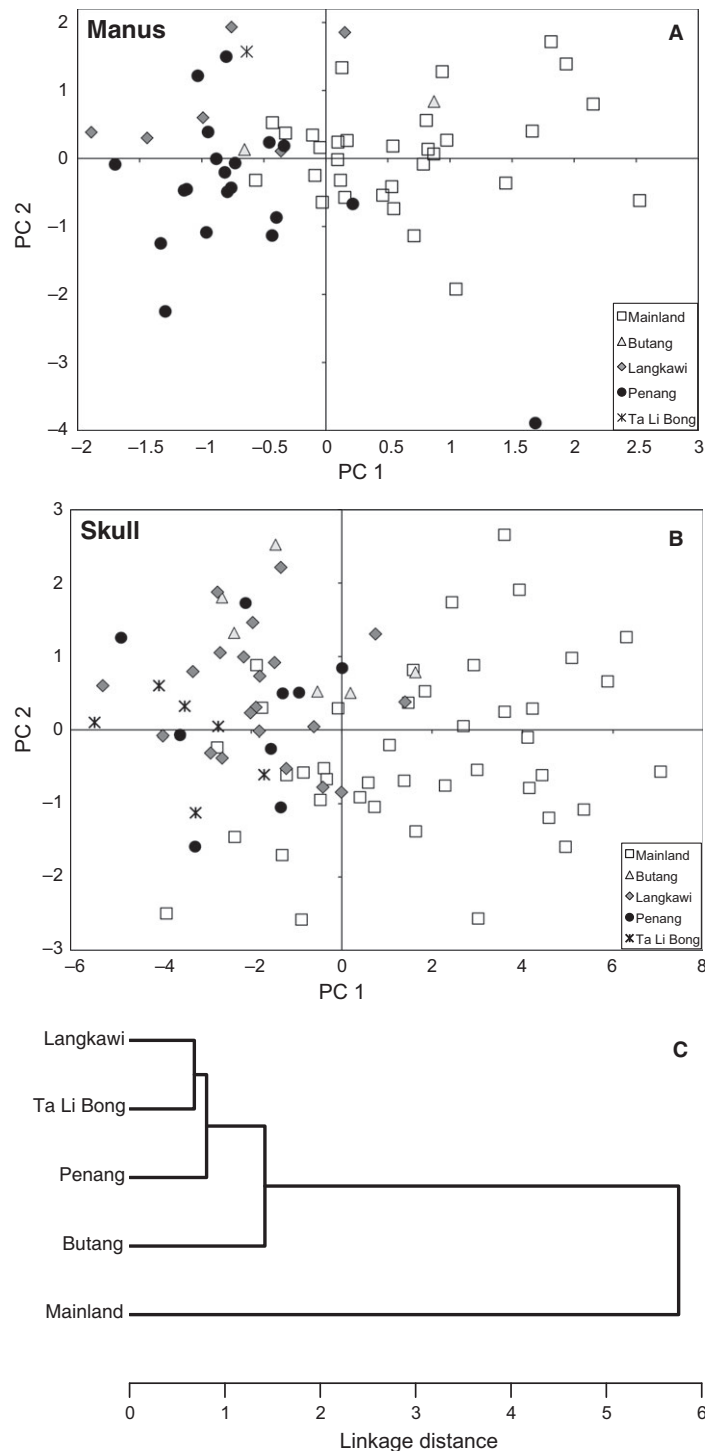 Manus
A
2
1
0
–1
–2
–3
–4
PC 2
–2
–1.5
–1
–0.5
0
0.5
1
1.5
2
2.5
3
PC 1
Mainland
Butang
Langkawi
Penang
Ta Li Bong
Skull
B
3
2
1
0
–1
–2
–3
PC 2
–6
–4
–2
0
2
4
6
8
PC 1
Mainland
Butang
Langkawi
Penang
Ta Li Bong
C
Langkawi
Ta Li Bong
Penang
Butang
Mainland
0
1
2
3
4
5
6
Linkage distance